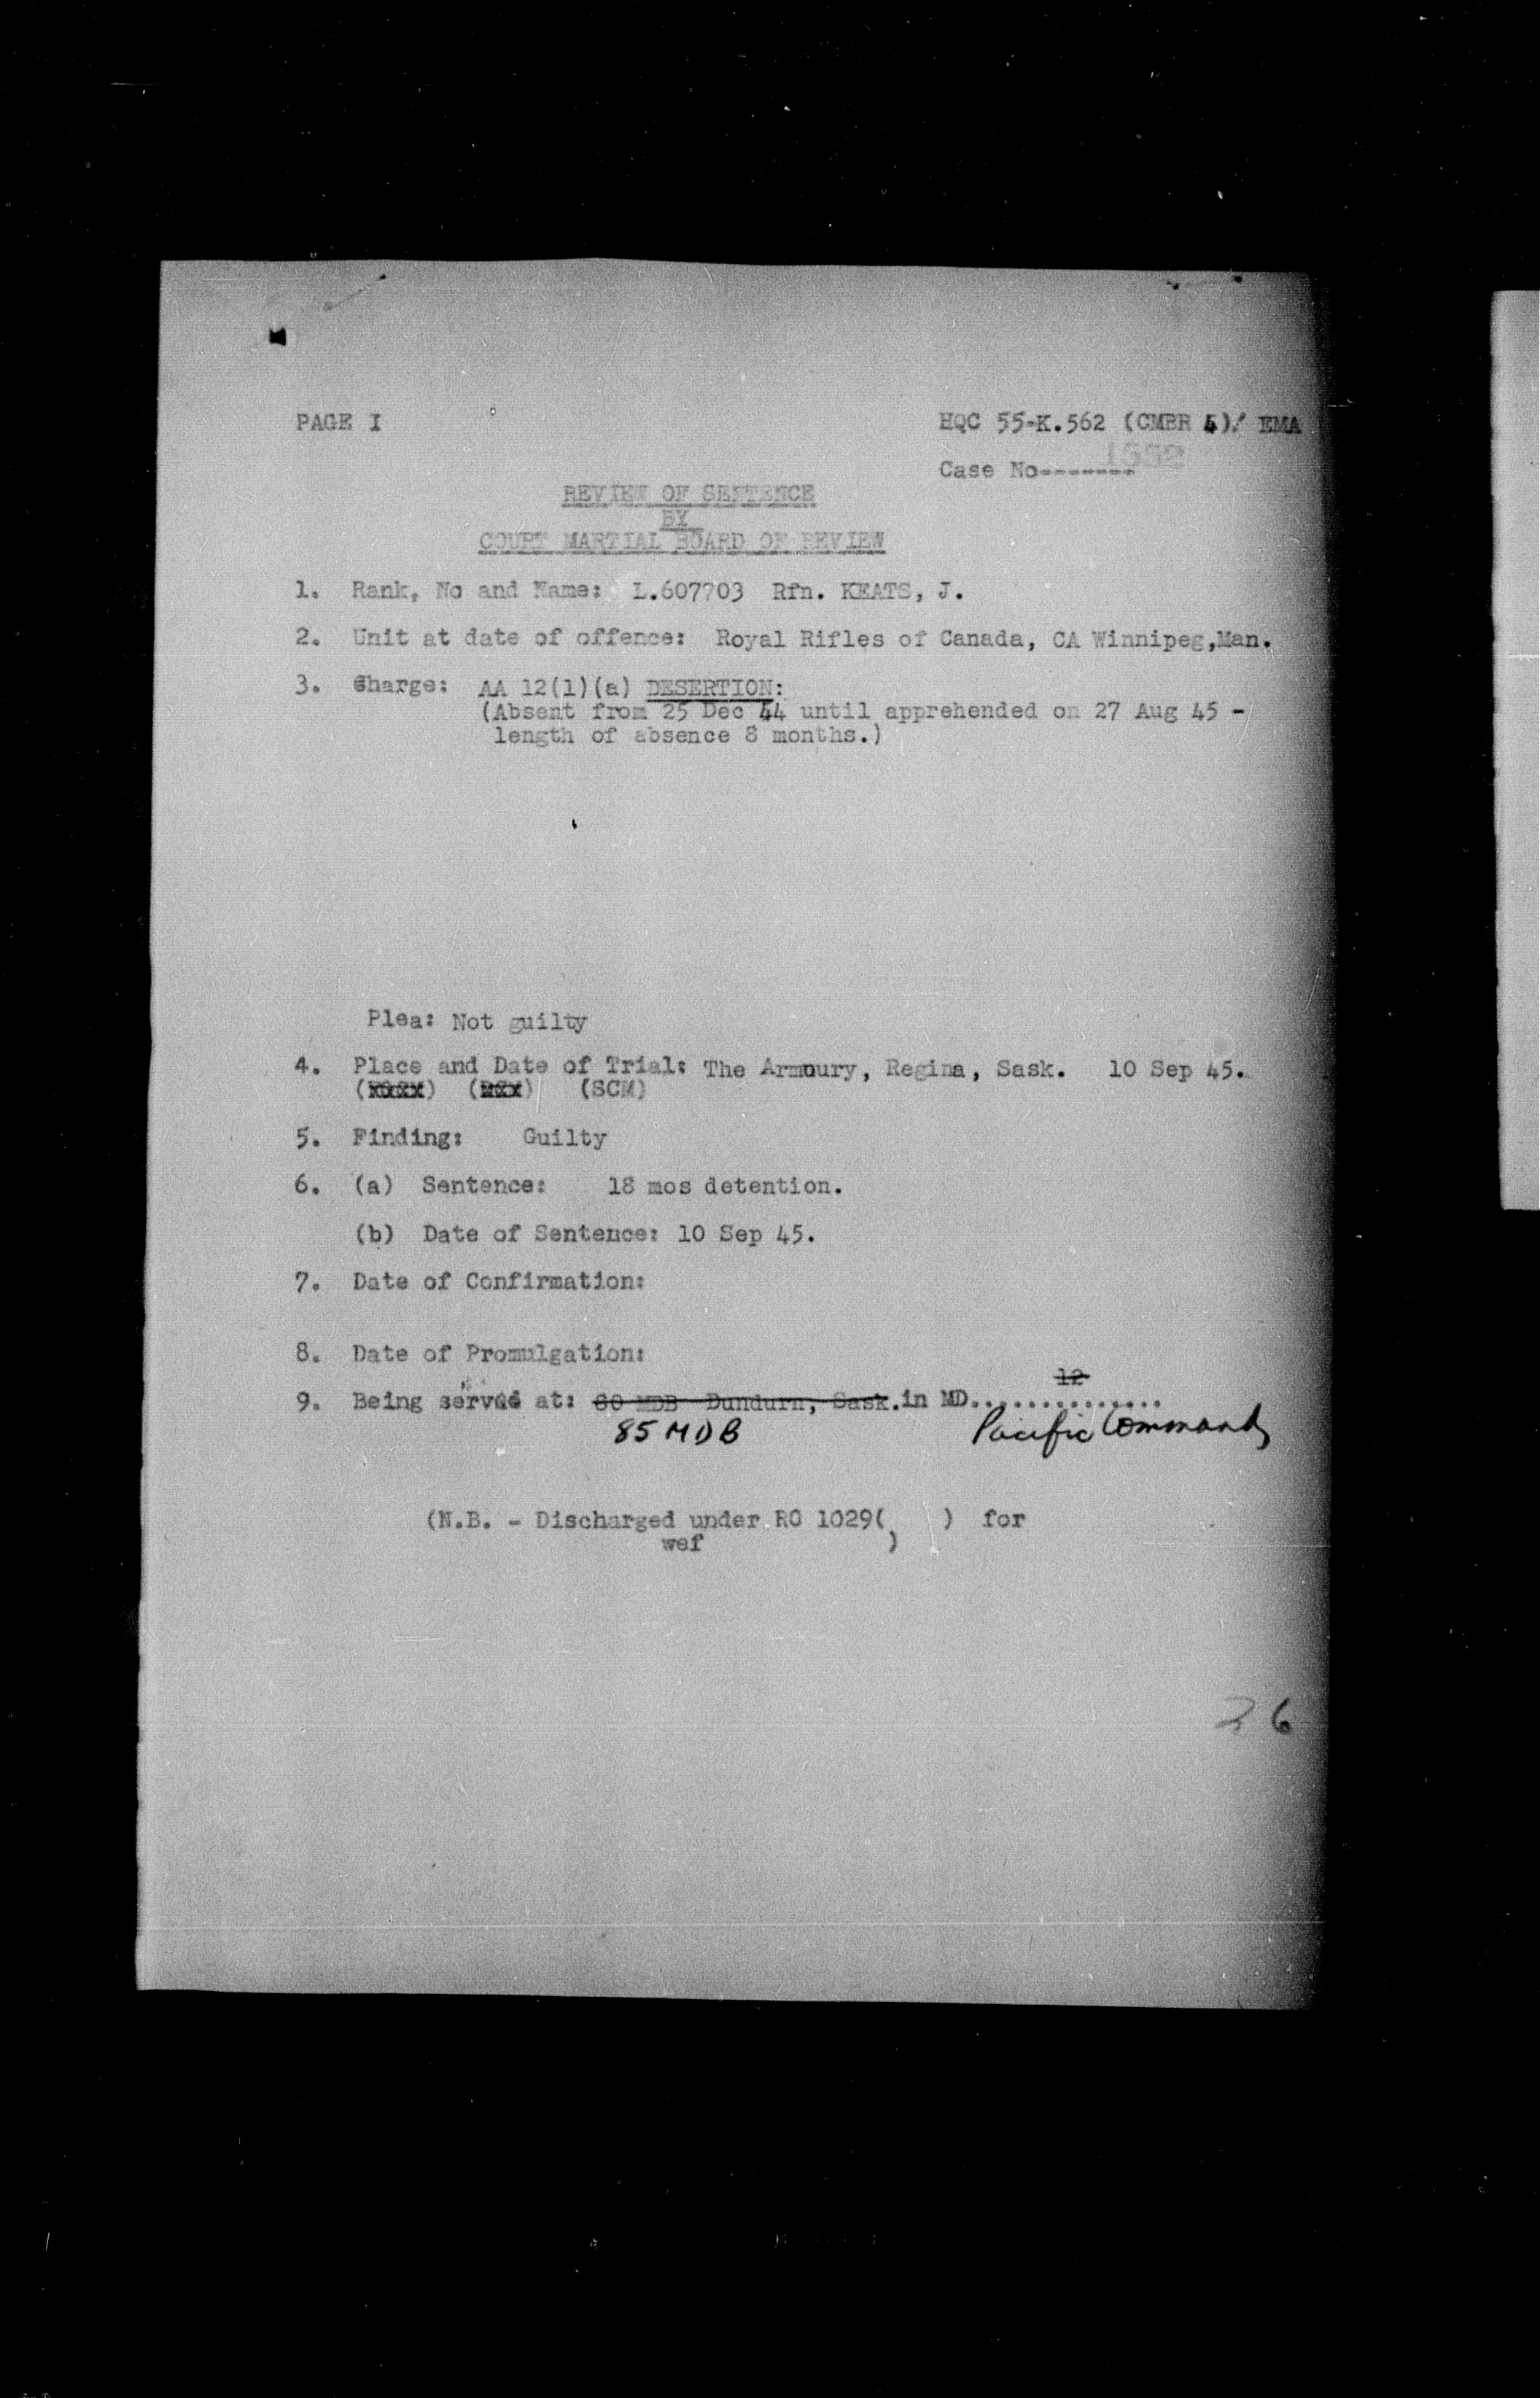 PAGE I
HQC 55-K.562 (CMBR 4)/ EMA
Case No-------- 1552
REVIEW OF SENTENCE
BY
COURT MARTIAL BOARD OF REVIEW
1. Rank, No and Name: L.607703 Rfn. KEATS, J.
2. Unit at date of offence: Royal Rifles of Canada, CA Winnipeg,Man.
3. Charge: AA 12(1)(a) DESERTION:
(Absent from 25 Dec 44 until apprehended on 27 Aug 45 -
length of absence 8 months.)
Plea: Not guilty
4. Place and Date of Trial: The Armoury, Regina, Sask. 10 Sep 45.
(SCM)
5. Finding: Guilty
6. (a) Sentence: 18 mos detention.
(b) Date of Sentence: 10 Sep 45.
7. Date of Confirmation:
8. Date of Promulgation:
12
9. Being served at: 60 MDB Dundurn, Sask.in MD...............
85 MDB Pacific Command
(N.B. - Discharged under RO 1029( ) for
wef )
26